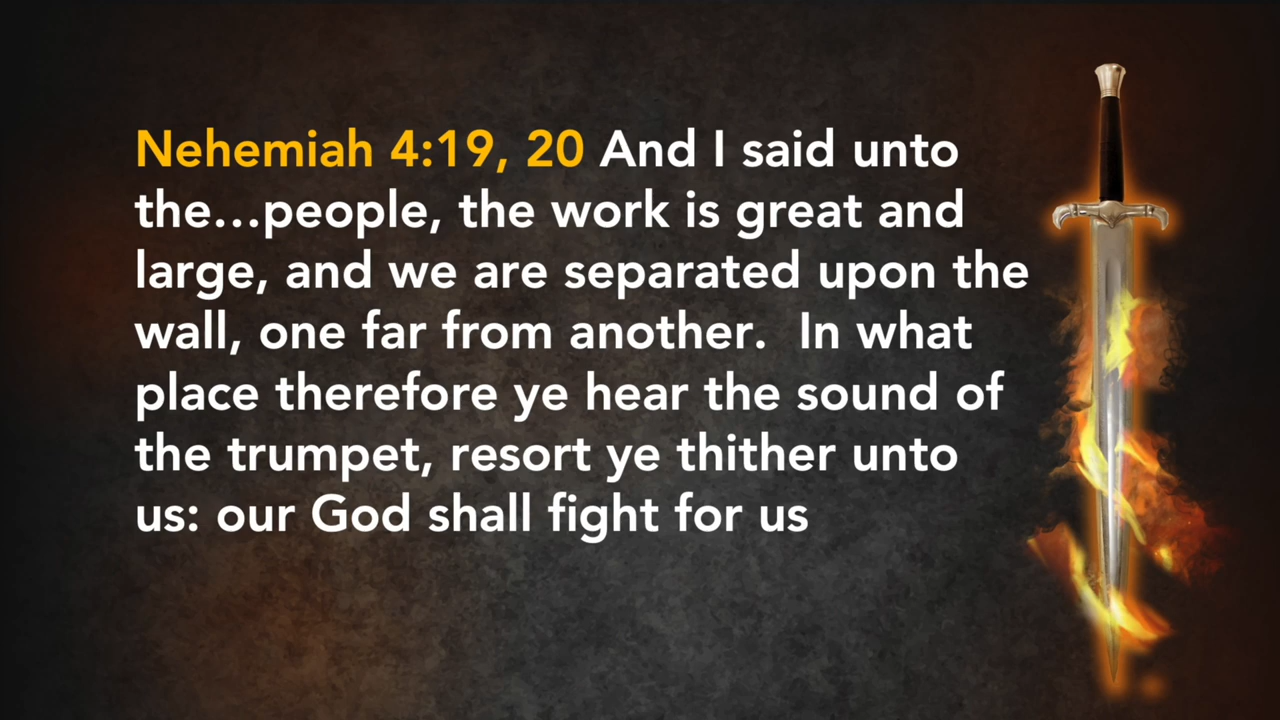 Nehemiah 4:19, 20 And I said unto
the...people, the work is great and
large, and we are separated upon the
wall, one far from another.  In what
place therefore ye hear the sound of
the trumpet, resort ye thither unto
us: our God shall fight for us